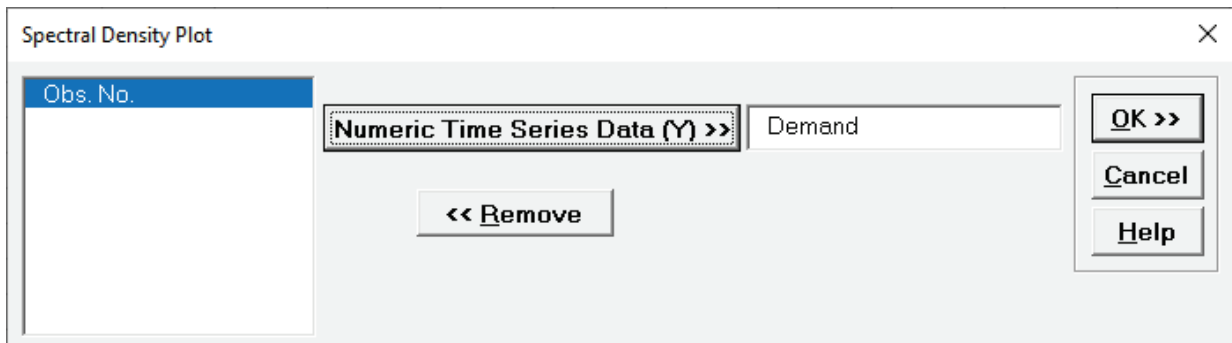 Spectral Density Plot
Obs. No.
Numeric Time Series Data (Y) >>
Demand
<< Remove
OK >>
Cancel
Help